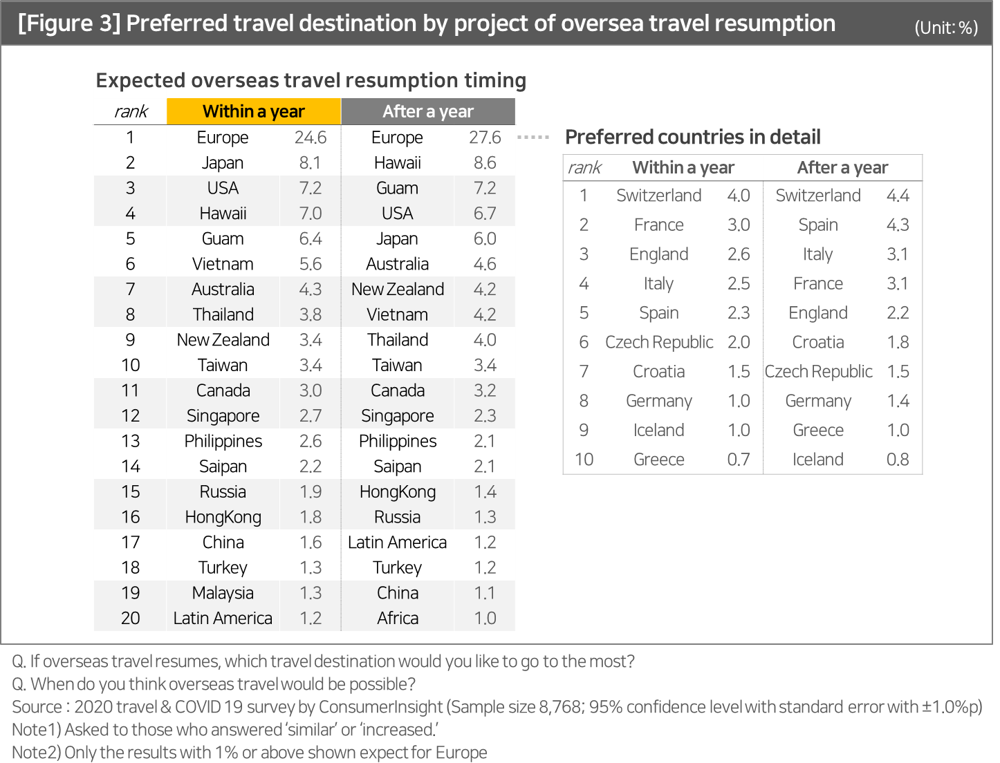 [Figure 3] Preferred travel destination by project of oversea travel resumption (Unit: %)
Expected overseas travel resumption timing
rank Within a year After a year
1 Europe 24.6 Europe 27.6
2 Japan 8.1 Hawaii 8.6
3 USA 7.2 Guam 7.2
4 Hawaii 7.0 USA 6.7
5 Guam 6.4 Japan 6.0
6 Vietnam 5.6 Australia 4.6
7 Australia 4.3 New Zealand 4.2
8 Thailand 3.8 Vietnam 4.2
9 New Zealand 3.4 Thailand 4.0
10 Taiwan 3.4 Taiwan 3.4
11 Canada 3.0 Canada 3.2
12 Singapore 2.7 Singapore 2.3
13 Philippines 2.6 Philippines 2.1
14 Saipan 2.2 Saipan 2.1
15 Russia 1.9 HongKong 1.4
16 HongKong 1.8 Russia 1.3
17 China 1.6 Latin America 1.2
18 Turkey 1.3 Turkey 1.2
19 Malaysia 1.3 China 1.1
20 Latin America 1.2 Africa 1.0
Preferred countries in detail
rank Within a year After a year
1 Switzerland 4.0 Switzerland 4.4
2 France 3.0 Spain 4.3
3 England 2.6 Italy 3.1
4 Italy 2.5 France 3.1
5 Spain 2.3 England 2.2
6 Czech Republic 2.0 Croatia 1.8
7 Croatia 1.5 Czech Republic 1.5
8 Germany 1.0 Germany 1.4
9 Iceland 1.0 Greece 1.0
10 Greece 0.7 Iceland 0.8
Q. If overseas travel resumes, which travel destination would you like to go to the most?
Q. When do you think overseas travel would be possible?
Source : 2020 travel & COVID 19 survey by ConsumerInsight (Sample size 8,768; 95% confidence level with standard error with ±1.0%p)
Note1) Asked to those who answered ‘similar’ or ‘increased.’
Note2) Only the results with 1% or above shown expect for Europe